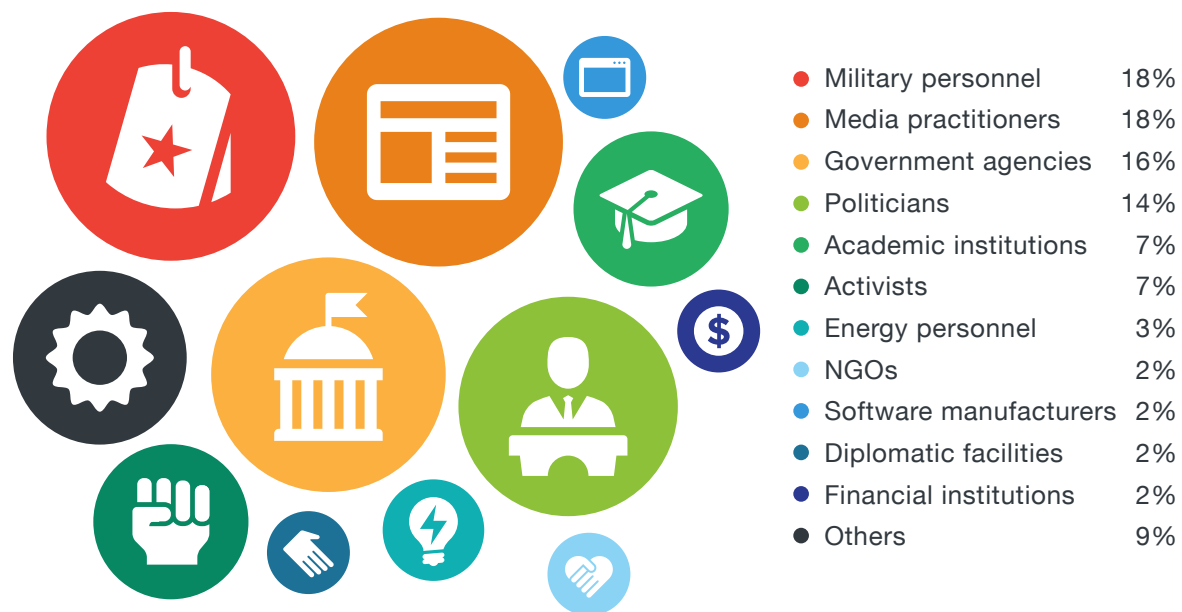 $
Military personnel 18%
Media practitioners 18%
Government agencies 16%
Politicians 14%
Academic institutions 7%
Activists 7%
Energy personnel 3%
NGOs 2%
Software manufacturers 2%
Diplomatic facilities 2%
Financial institutions 2%
Others 9%